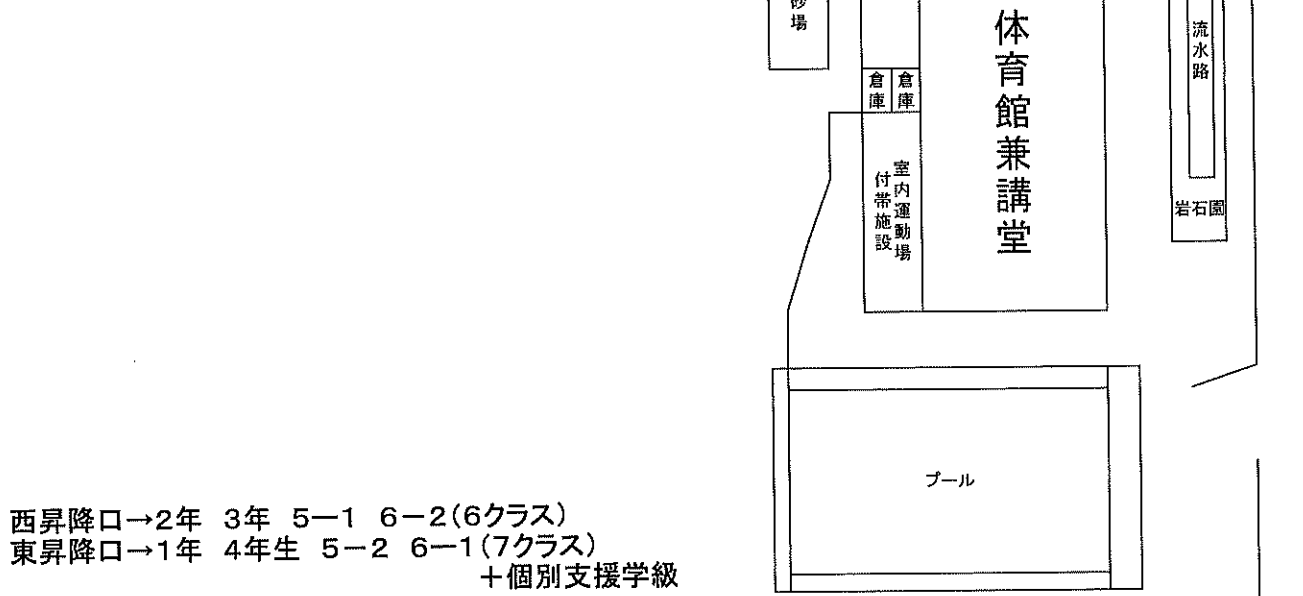 砂場
体育館兼講堂
流水路
倉庫
倉庫
室内運動場
付帯施設
岩石園
プール
西昇降口→2年 3年 5ー1 6−2(6クラス)
東昇降口→1年 4年生 5−2 6−1(7クラス)
+個別支援学級